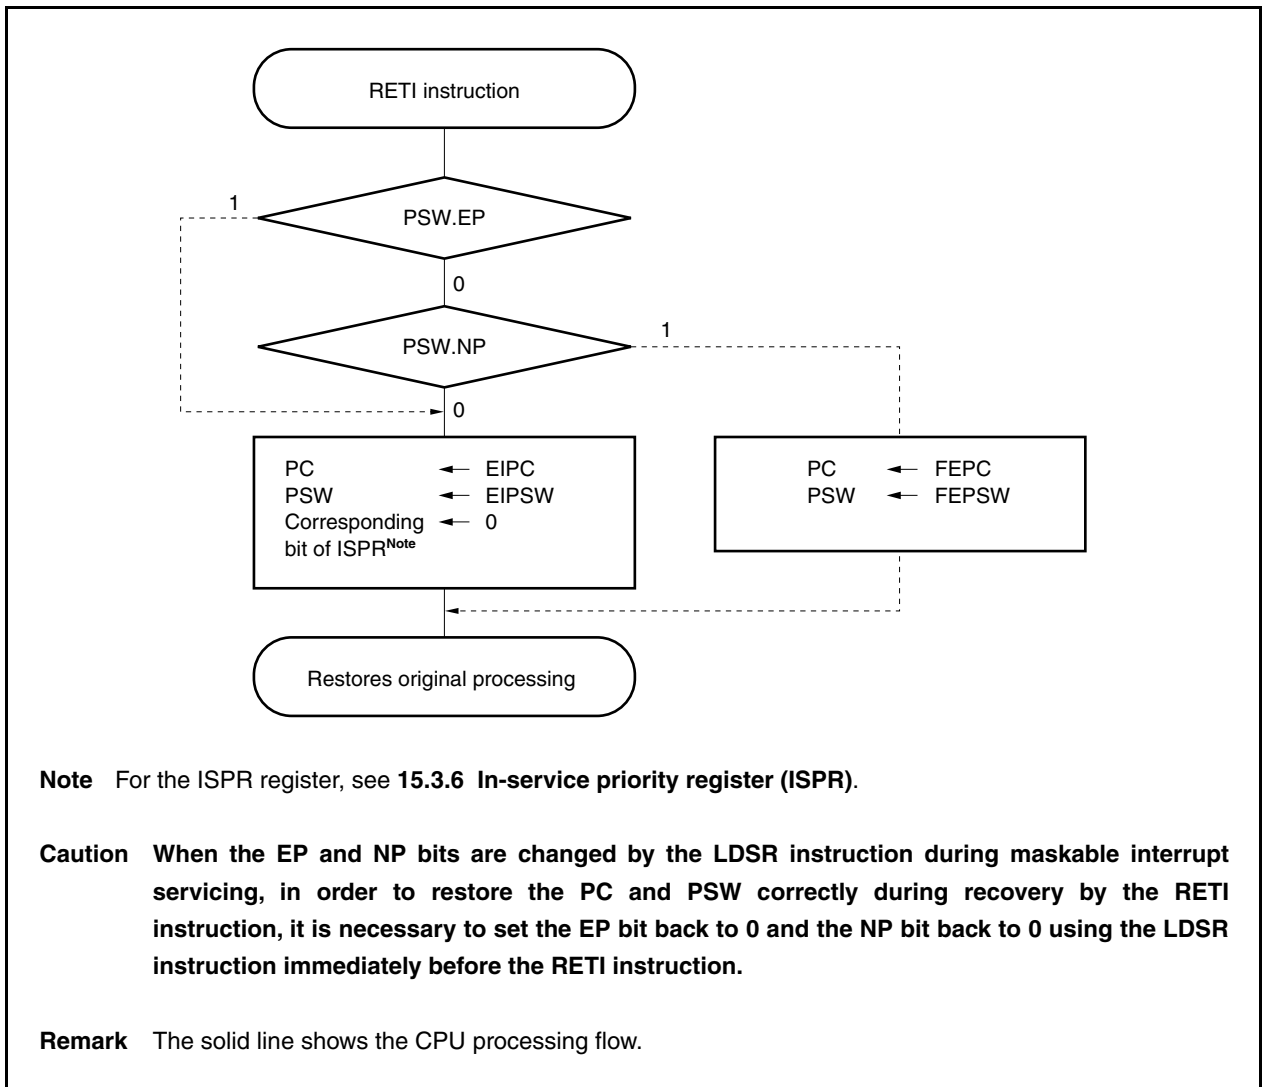 RETI instruction
1
PSW.EP
0
1
PSW.NP
0
PC ← EIPC
PSW ← EIPSW
Corresponding ← 0
bit of ISPRNote
PC ← FEPC
PSW ← FEPSW
Restores original processing
Note For the ISPR register, see 15.3.6 In-service priority register (ISPR).
Caution When the EP and NP bits are changed by the LDSR instruction during maskable interrupt
servicing, in order to restore the PC and PSW correctly during recovery by the RETI
instruction, it is necessary to set the EP bit back to 0 and the NP bit back to 0 using the LDSR
instruction immediately before the RETI instruction.
Remark The solid line shows the CPU processing flow.